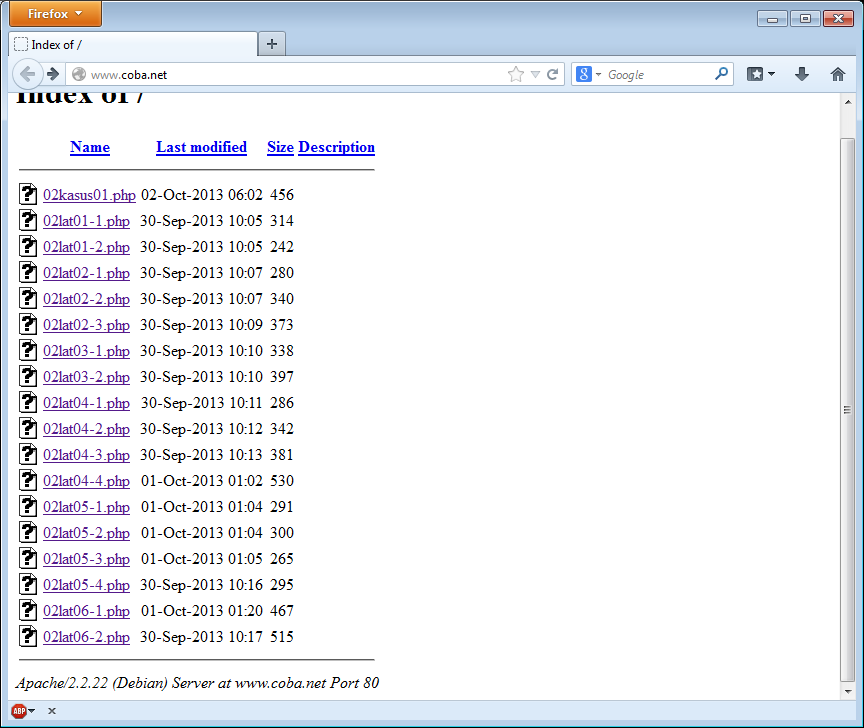 Firefox
Index of /
www.coba.net
Google
Index of /
Name Last modified Size Description
02kasus01.php 02-Oct-2013 06:02 456
02lat01-1.php 30-Sep-2013 10:05 314
02lat01-2.php 30-Sep-2013 10:05 242
02lat02-1.php 30-Sep-2013 10:07 280
02lat02-2.php 30-Sep-2013 10:07 340
02lat02-3.php 30-Sep-2013 10:09 373
02lat03-1.php 30-Sep-2013 10:10 338
02lat03-2.php 30-Sep-2013 10:10 397
02lat04-1.php 30-Sep-2013 10:11 286
02lat04-2.php 30-Sep-2013 10:12 342
02lat04-3.php 30-Sep-2013 10:13 381
02lat04-4.php 01-Oct-2013 01:02 530
02lat05-1.php 01-Oct-2013 01:04 291
02lat05-2.php 01-Oct-2013 01:04 300
02lat05-3.php 01-Oct-2013 01:05 265
02lat05-4.php 30-Sep-2013 10:16 295
02lat06-1.php 01-Oct-2013 01:20 467
02lat06-2.php 30-Sep-2013 10:17 515
Apache/2.2.22 (Debian) Server at www.coba.net Port 80
ABP